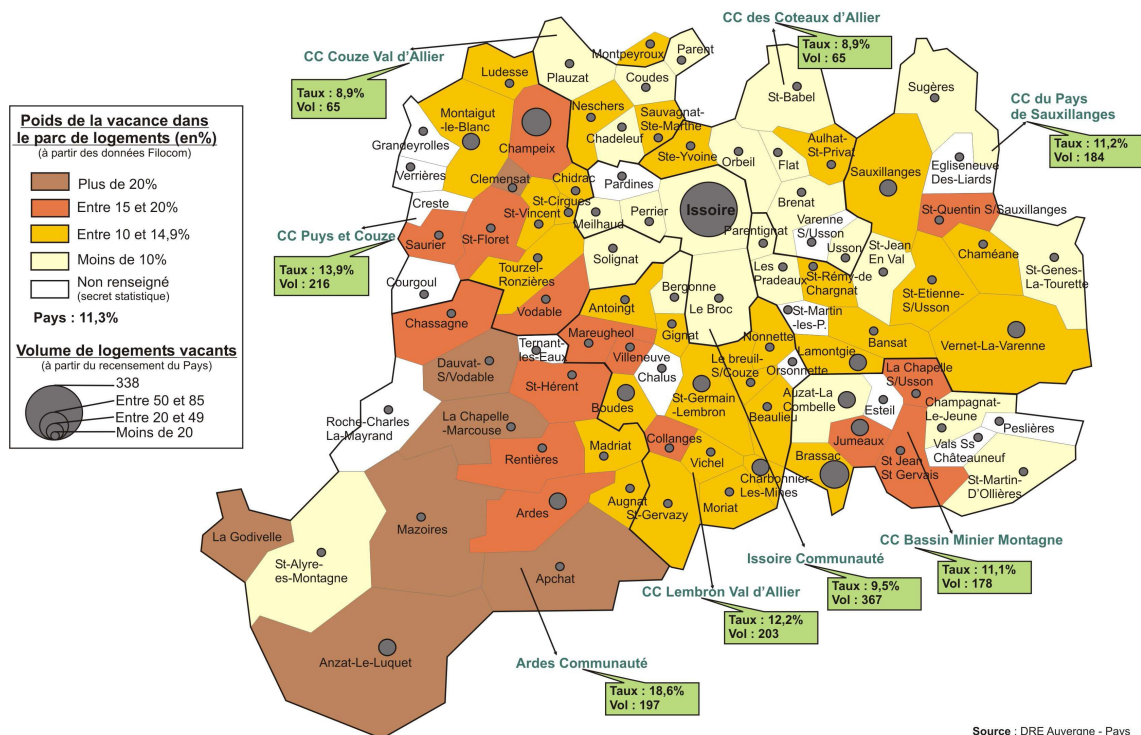 CC des Coteaux d'Allier
Taux : 8,9%
Vol : 65
CC Couze Val d'Allier
Taux : 8,9%
Vol : 65
CC du Pays
de Sauxillanges
Taux : 11,2%
Vol : 184
Poids de la vacance dans
le parc de logements (en%)
(à partir des données Filocom)
Plus de 20%
Entre 15 et 20%
Entre 10 et 14,9%
Moins de 10%
Non renseigné
(secret statistique)
Pays : 11,3%
Volume de logements vacants
(à partir du recensement du Pays)
338
Entre 50 et 85
Entre 20 et 49
Moins de 20
CC Puys et Couze
Taux : 13,9%
Vol : 216
Montpeyroux
Parent
Ludesse
Plauzat
Coudes
St-Babel
Sugères
Montaigut
-le-Blanc
Neschers
Sauvagnat-
Ste-Marthe
Grandeyrolles
Champeix
Chadeleuf
Ste-Yvoine
Orbeil
Flat
Aulhat-
St-Privat
Sauxillanges
Egliseneuve
Des-Liards
Verrières
Clemensat
Chidrac
Pardines
Creste
St-Cirgues
St-Vincent
Meilhaud
Perrier
Issoire
Brenat
St-Quentin S/Sauxillanges
Saurier
St-Floret
Parentignat
Varenne
S/Usson
Usson
Chaméane
Solignat
St-Jean
En Val
St-Genes-
La-Tourette
Courgoul
Tourzel-
Ronzières
Bergonne
Les
Pradeaux
St-Rémy-de
Chargnat
St-Etienne-
S/Usson
Chassagne
Vodable
Antoingt
Le Broc
St-Martin
-les-P.
Gignat
Mareugheol
Nonnette
Bansat
Vernet-La-Varenne
Ternant-
les-Eaux
Villeneuve
Lamontgie
Dauvat-
S/Vodable
Chalus
Le breuil-
S/Couze
Orsonnette
La Chapelle
S/Usson
St-Hérent
Boudes
St-Germain
-Lembron
Auzat-La
Combelle
Esteil
Champagnat-
Le-Jeune
Roche-Charles
La-Mayrand
La Chapelle
-Marcouse
Beaulieu
Peslières
Jumeaux
Vals Ss
Châteauneuf
Rentières
Madriat
Collanges
Vichel
Brassac
St Jean
St Gervais
St-Martin-
D'Ollières
Charbonnier-
Les-Mines
Ardes
Augnat
St-Gervazy
Moriat
Mazoires
La Godivelle
St-Alyre-
es-Montagne
Apchat
Anzat-Le-Luquet
CC Bassin Minier Montagne
Taux : 11,1%
Vol : 178
Issoire Communauté
Taux : 9,5%
Vol : 367
CC Lembron Val d'Allier
Taux : 12,2%
Vol : 203
Ardes Communauté
Taux : 18,6%
Vol : 197
Source : DRE Auvergne - Pays